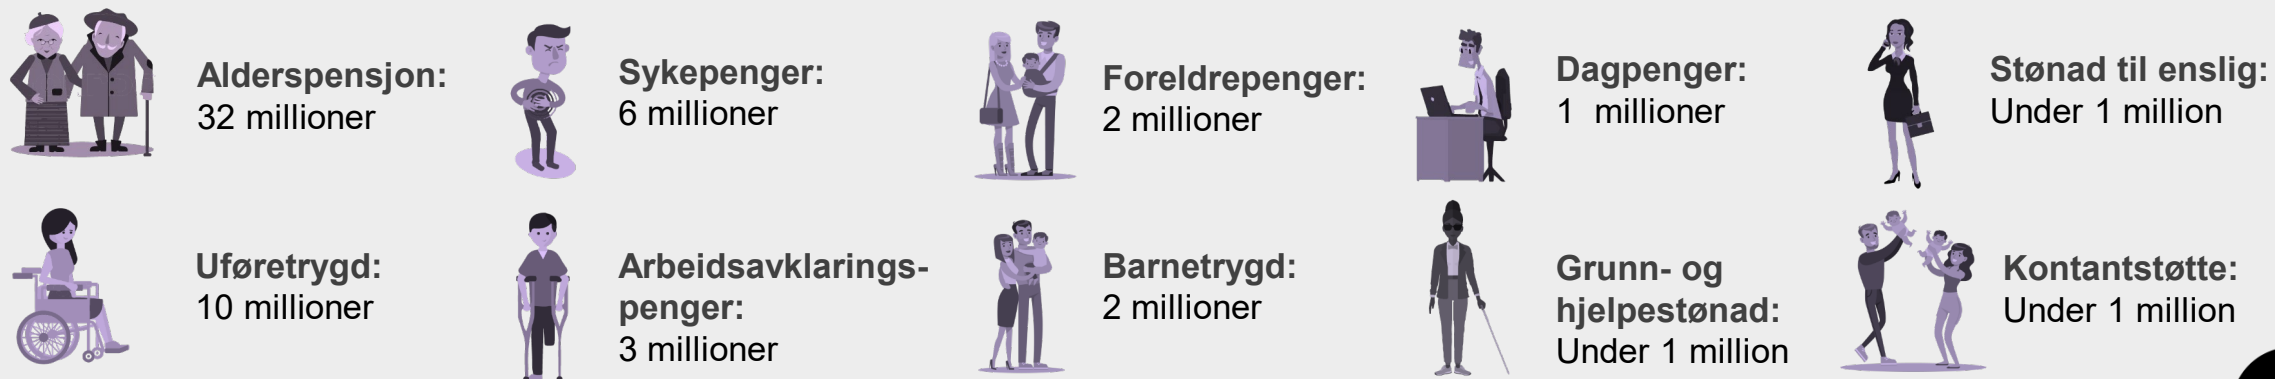 Alderspensjon:
32 millioner
Sykepenger:
6 millioner
Foreldrepenger:
2 millioner
Dagpenger:
1  millioner
Stønad til enslig:
Under 1 million
Uføretrygd:
10 millioner
Arbeidsavklarings-
penger:
3 millioner
Barnetrygd:
2 millioner
Grunn- og
hjelpestønad:
Under 1 million
Kontantstøtte:
Under 1 million